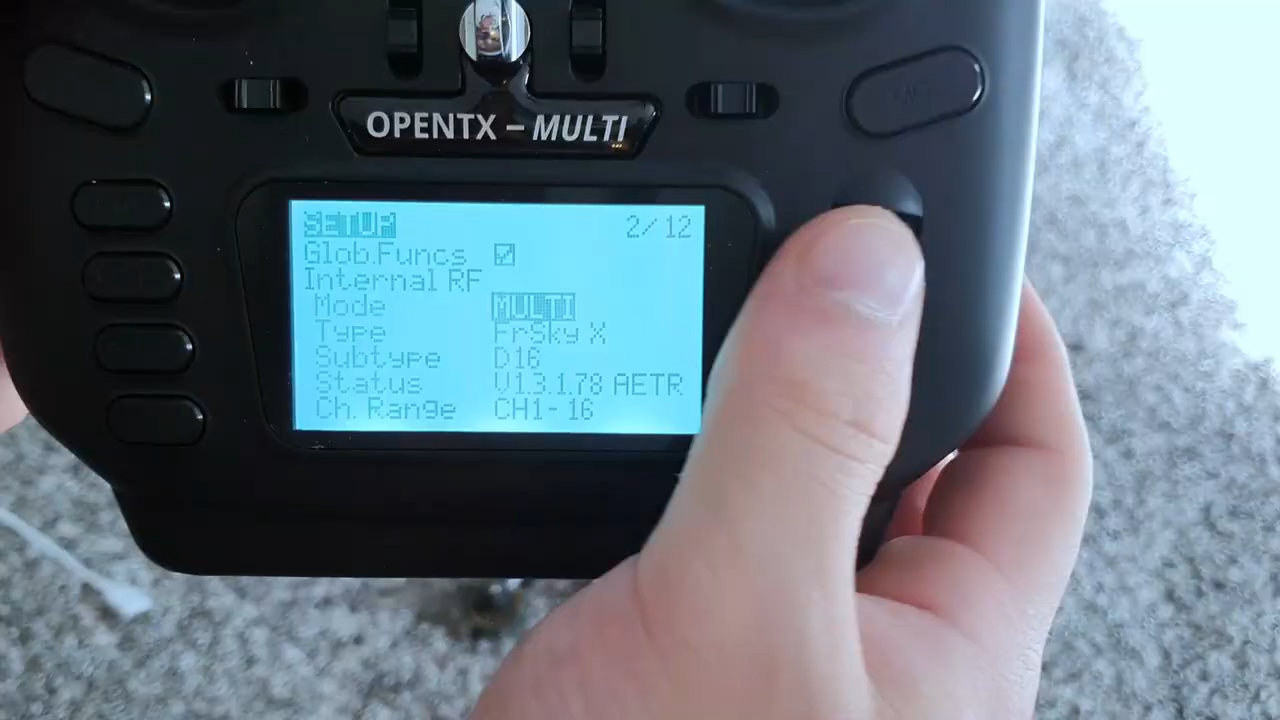 OPENTX – MULTI
SETUP 2/12
Glob.Funcs
Internal RF
Mode MULTI
Type FrSky X
Subtype D16
Status V1.3.1.78 AETR
Ch. Range CH1-16